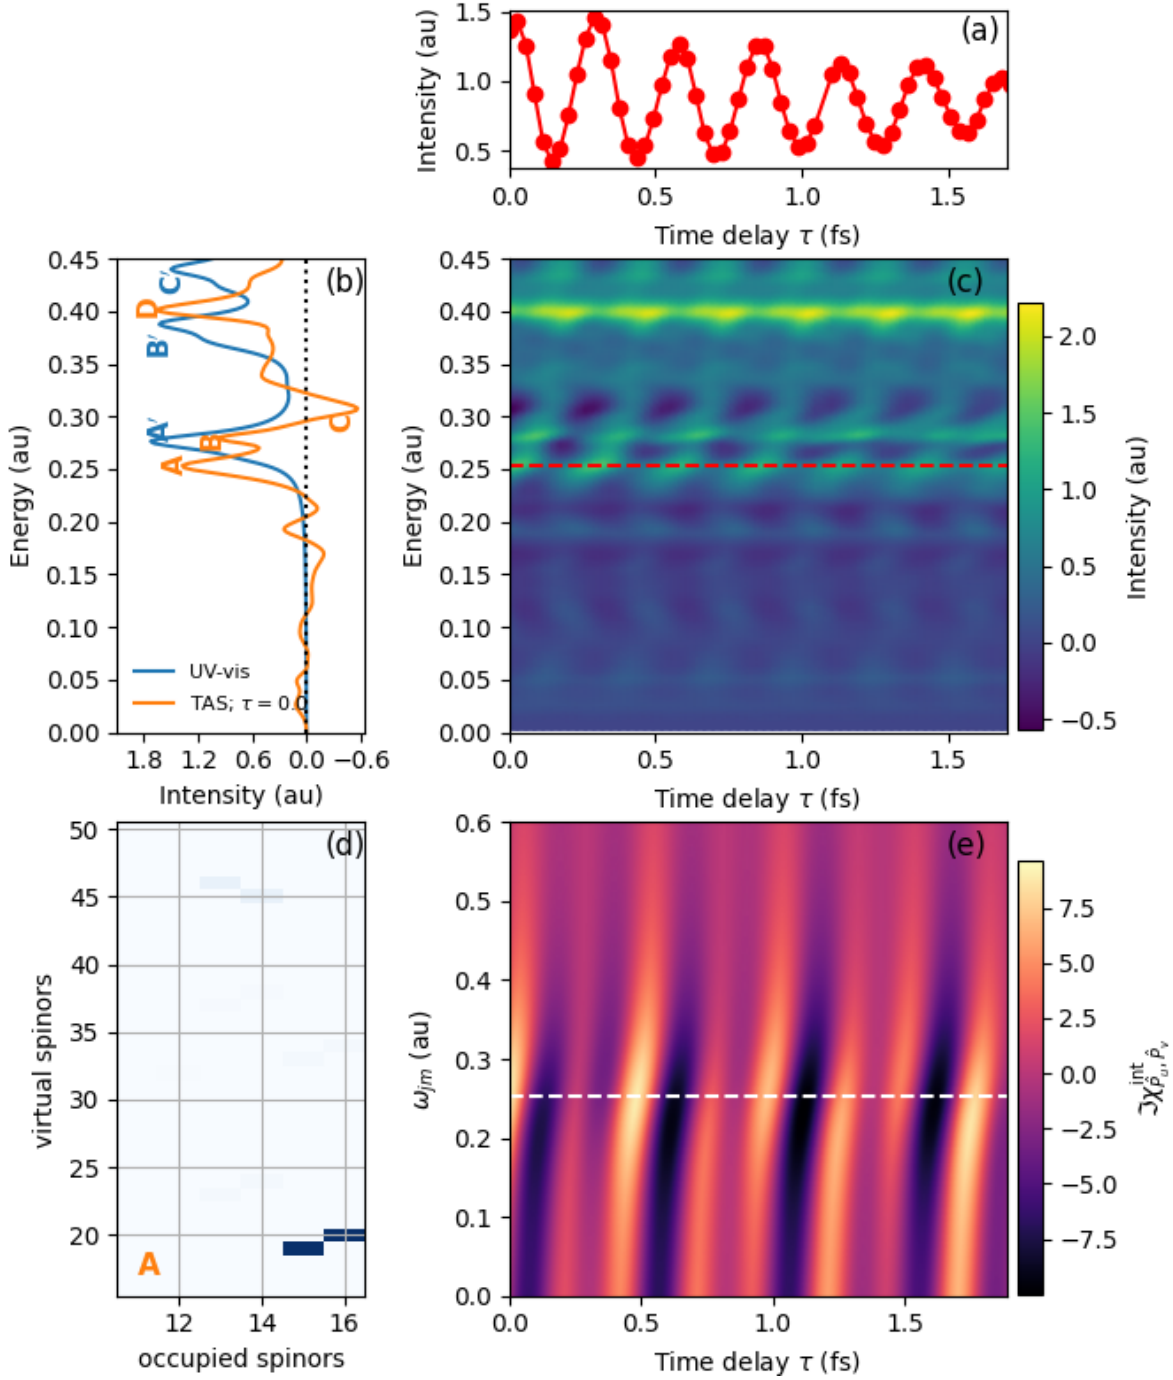 (a)
Intensity (au)
1.5
1.0
0.5
0.0 0.5 1.0 1.5
Time delay τ (fs)
(b)
Energy (au)
0.45
0.40
0.35
0.30
0.25
0.20
0.15
0.10
0.05
0.00
C′
D
B′
A′
B
C
A
UV-vis
TAS; τ = 0.0
1.8 1.2 0.6 0.0 −0.6
Intensity (au)
(c)
Energy (au)
0.45
0.40
0.35
0.30
0.25
0.20
0.15
0.10
0.05
0.00
0.0 0.5 1.0 1.5
Time delay τ (fs)
2.0
1.5
1.0
0.5
0.0
−0.5
Intensity (au)
(d)
virtual spinors
50
45
40
35
30
25
20
A
12 14 16
occupied spinors
(e)
ω_jm (au)
0.6
0.5
0.4
0.3
0.2
0.1
0.0
0.0 0.5 1.0 1.5
Time delay τ (fs)
7.5
5.0
2.5
0.0
−2.5
−5.0
−7.5
ℑχ^int_P̂u,P̂v